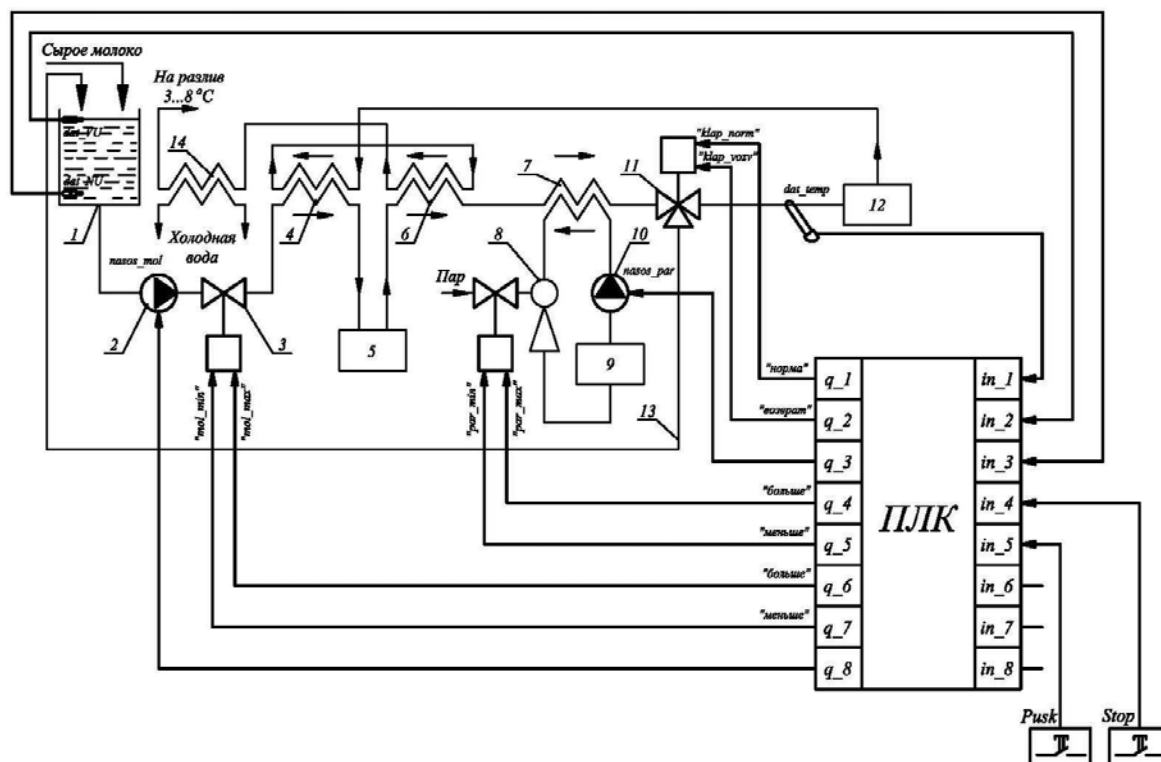 Сырое молоко
На разлив
3...8 °C
dat_VU
dat_NU
14
1
nasos_mol
Холодная
вода
2
3
4
5
6
7
8
9
10
11
12
13
Пар
nasos_par
"klap_norm"
"klap_vozv"
dat_temp
"mol_min"
"mol_max"
"par_min"
"par_max"
"норма"
"возврат"
"больше"
"меньше"
"больше"
"меньше"
q_1
q_2
q_3
q_4
q_5
q_6
q_7
q_8
ПЛК
in_1
in_2
in_3
in_4
in_5
in_6
in_7
in_8
Pusk
Stop